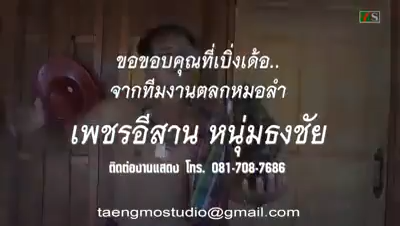 ขอขอบคุณที่เบิ่งเด้อ..
จากทีมงานตลกหมอลำ
เพชรอีสาน หนุ่มธงชัย
ติดต่องานแสดง โทร. 081-708-7686
taengmostudio@gmail.com